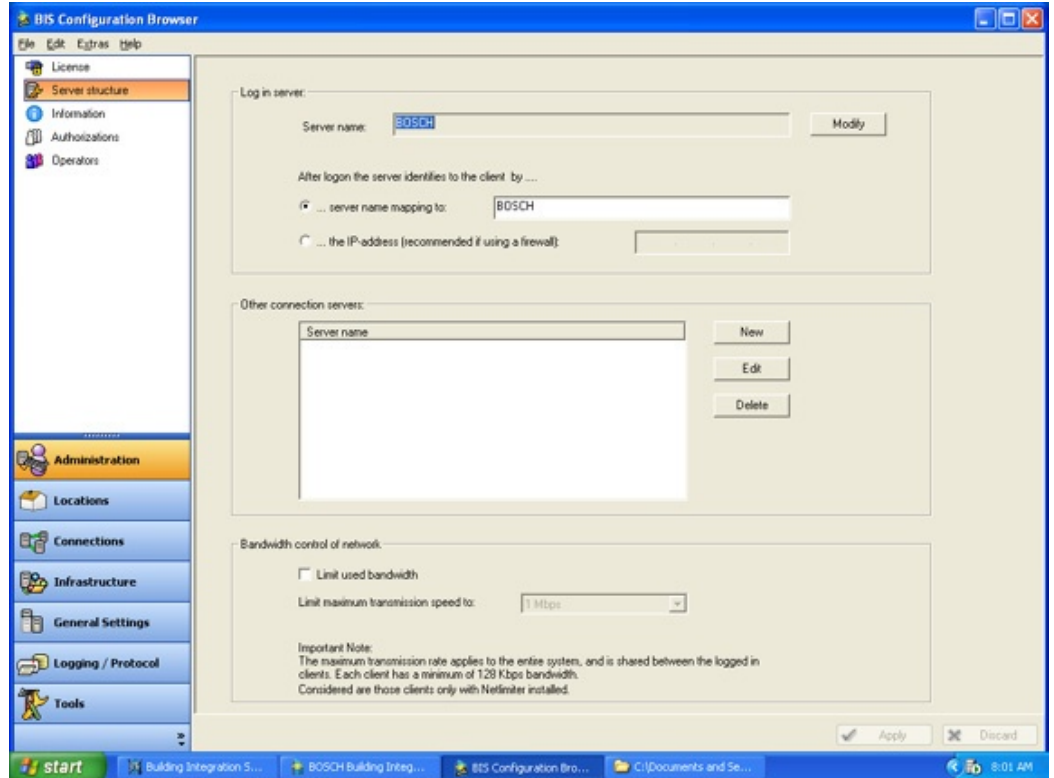 BIS Configuration Browser
File Edit Extras Help
License
Server structure
Information
Authorizations
Operators
Administration
Locations
Connections
Infrastructure
General Settings
Logging / Protocol
Tools
Log in server:
Server name: BOSCH Modify
After logon the server identifies to the client by ....
... server name mapping to: BOSCH
... the IP-address (recommended if using a firewall):
Other connection servers:
Server name
New
Edit
Delete
Bandwidth control of network
Limit used bandwidth
Limit maximum transmission speed to: 1 Mbps
Important Note:
The maximum transmission rate applies to the entire system, and is shared between the logged in
clients. Each client has a minimum of 128 Kbps bandwidth.
Considered are those clients only with Netlimiter installed.
Apply Discard
start Building Integration S... BOSCH Building Integ... BIS Configuration Bro... C:\Documents and Se... 8:01 AM